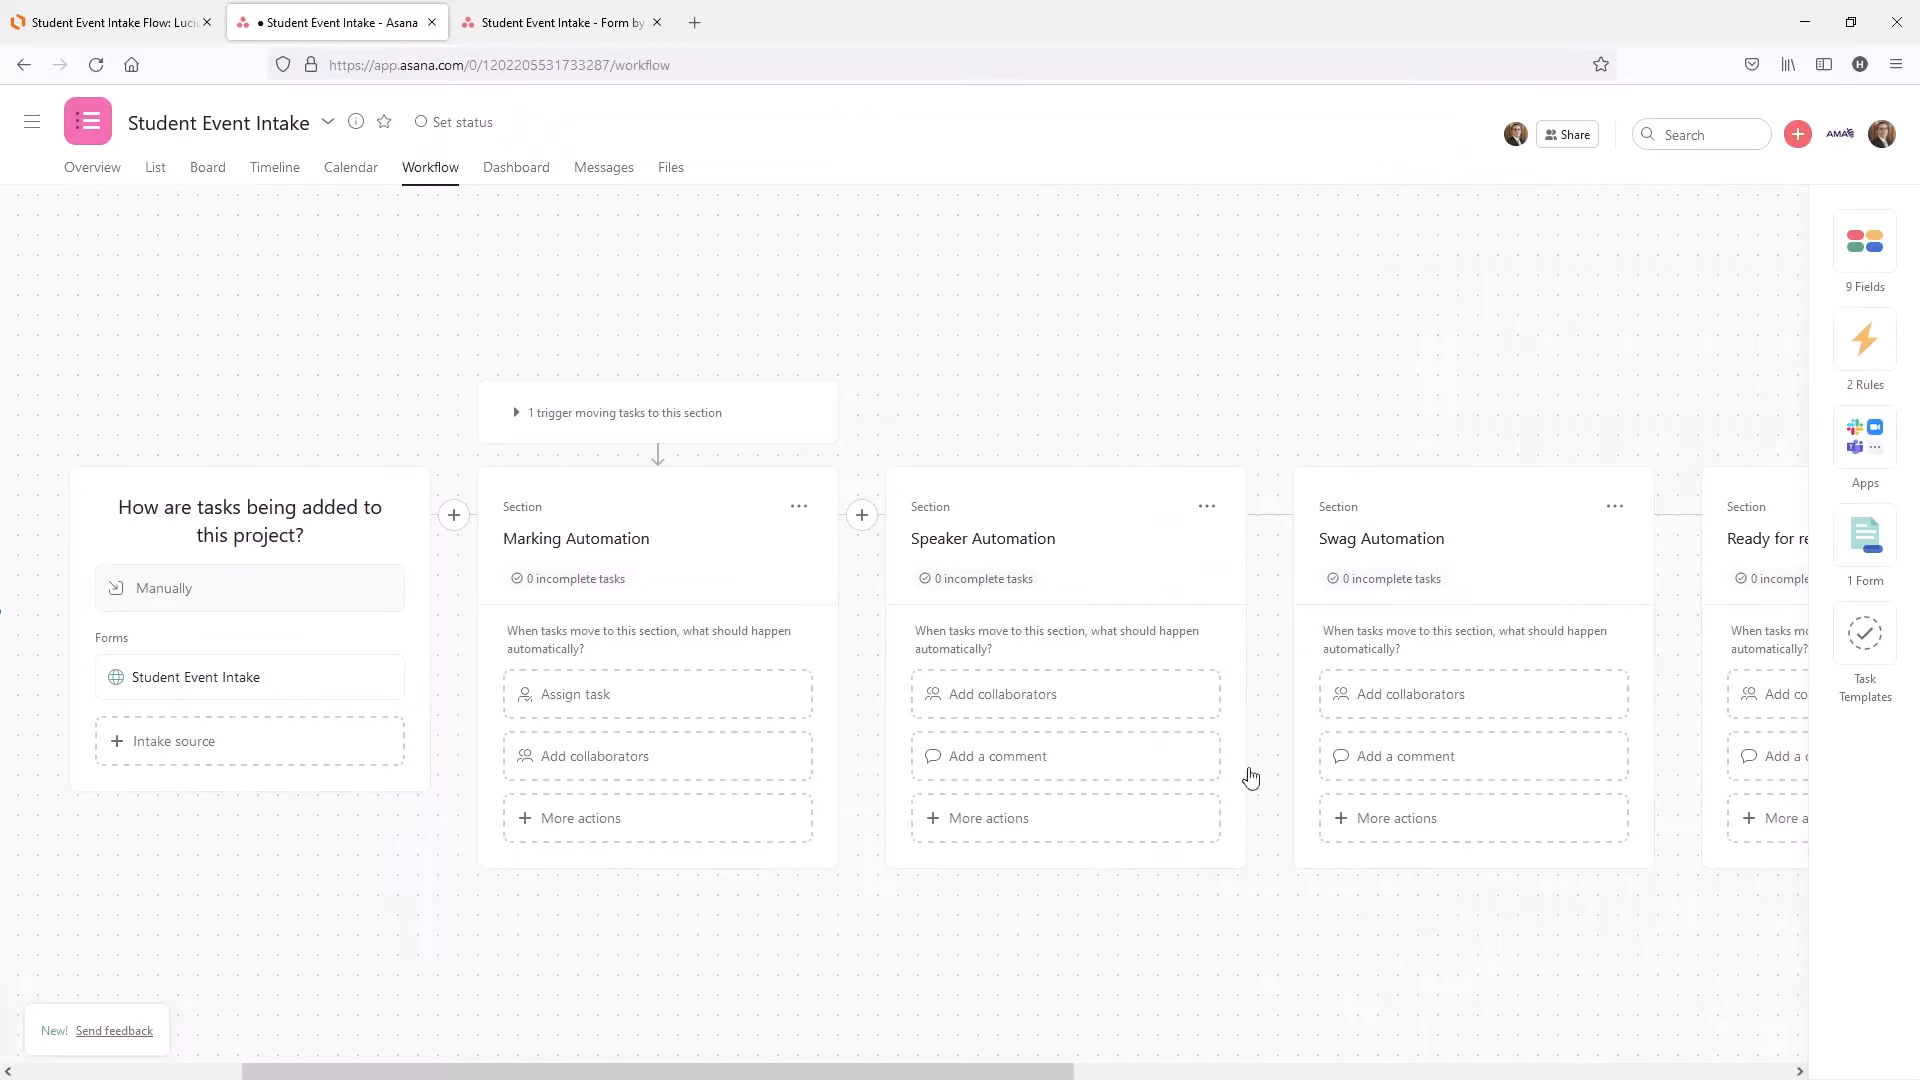 Student Event Intake Flow: Luci
● Student Event Intake - Asana
Student Event Intake - Form by
https://app.asana.com/0/1202205531733287/workflow
H
Student Event Intake
Set status
Share
Search
AMA
Overview
List
Board
Timeline
Calendar
Workflow
Dashboard
Messages
Files
9 Fields
2 Rules
Apps
1 Form
Task
Templates
1 trigger moving tasks to this section
How are tasks being added to
this project?
Manually
Forms
Student Event Intake
Intake source
Section
Marking Automation
0 incomplete tasks
When tasks move to this section, what should happen
automatically?
Assign task
Add collaborators
More actions
Section
Speaker Automation
0 incomplete tasks
When tasks move to this section, what should happen
automatically?
Add collaborators
Add a comment
More actions
Section
Swag Automation
0 incomplete tasks
When tasks move to this section, what should happen
automatically?
Add collaborators
Add a comment
More actions
Section
Ready for re
0 incomple
When tasks mo
automatically?
Add co
Add a c
More a
New! Send feedback